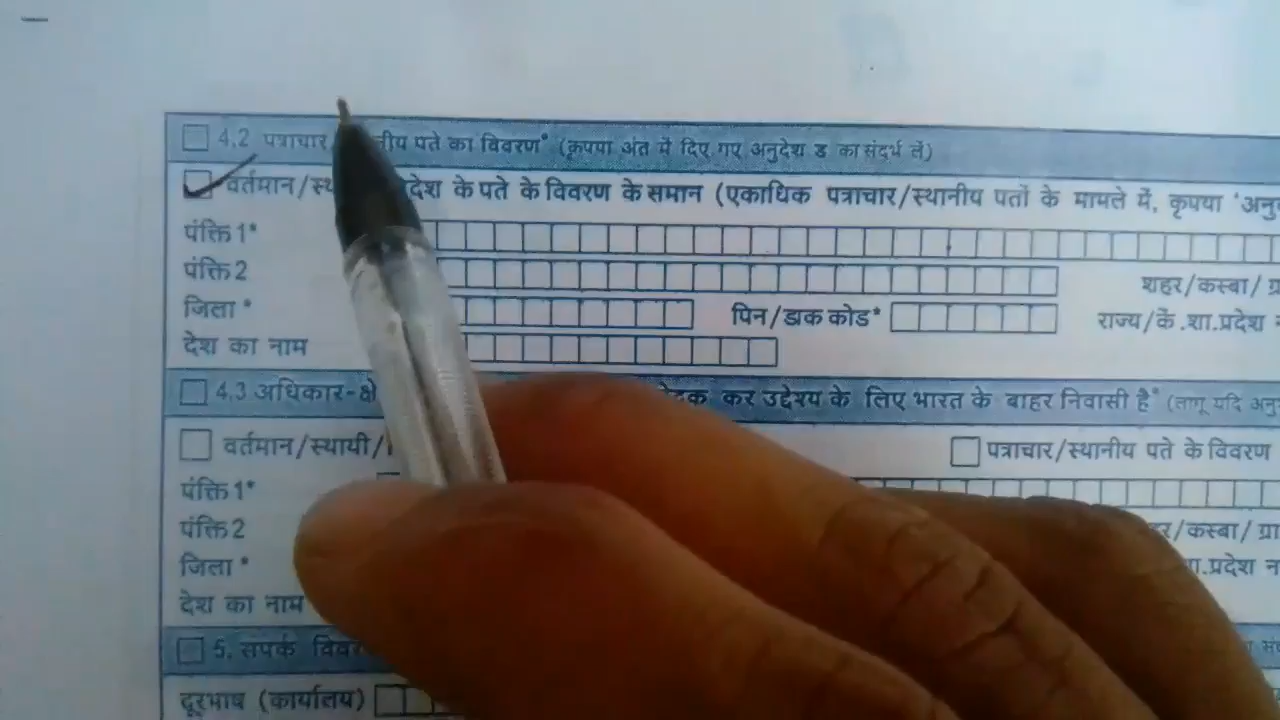 4.2 पत्राचार नीय पते का विवरण* (कृपया अंत में दिए गए अनुदेश ड का संदर्भ लें)
वर्तमान/स्थ देश के पते के विवरण के समान (एकाधिक पत्राचार/स्थानीय पतों के मामले में, कृपया 'अनु
पंक्ति 1*
पंक्ति 2 शहर/कस्बा/ ग्रा
जिला * पिन/डाक कोड* राज्य/कें.शा.प्रदेश न
देश का नाम
4.3 अधिकार-क्षे कर उद्देश्य के लिए भारत के बाहर निवासी है* (लागू यदि अनु
वर्तमान/स्थायी/ पत्राचार/स्थानीय पते के विवरण
पंक्ति 1*
पंक्ति 2 /कस्बा/ ग्रा
जिला * .प्रदेश न
देश का नाम
5. संपर्क विवर
दूरभाष (कार्यालय)